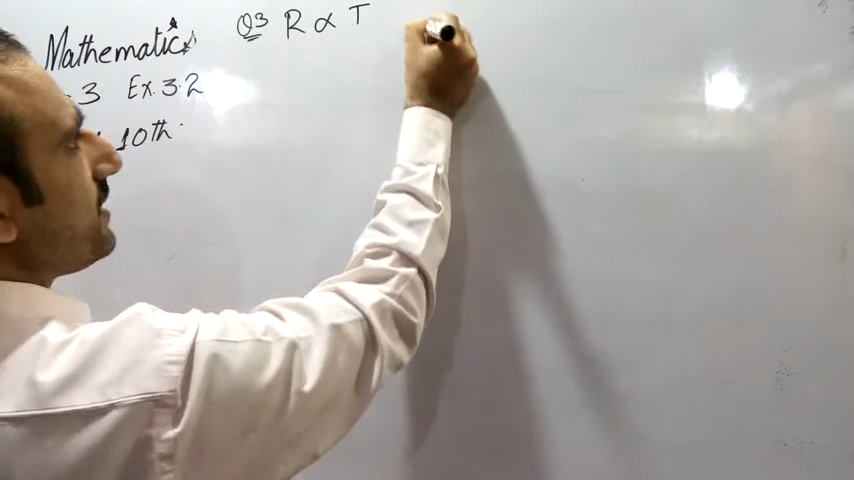 Mathematics
Q3 R ∝ T
3 Ex. 3.2
10th.